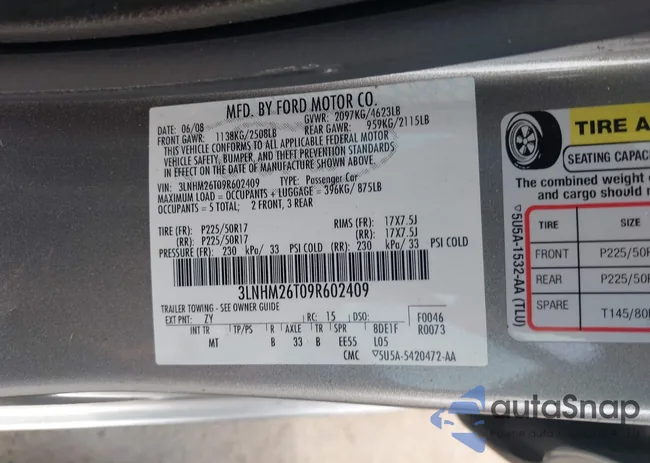 MFD. BY FORD MOTOR CO.
DATE: 06/08 GVWR: 2097KG/4623LB
FRONT GAWR: 1138KG/2508LB REAR GAWR: 959KG/2115LB
THIS VEHICLE CONFORMS TO ALL APPLICABLE FEDERAL MOTOR
VEHICLE SAFETY, BUMPER, AND THEFT PREVENTION STANDARDS
IN EFFECT ON THE DATE OF MANUFACTURE SHOWN ABOVE.
VIN: 3LNHM26T09R602409 TYPE: Passenger Car
MAXIMUM LOAD = OCCUPANTS + LUGGAGE = 396KG/ 875LB
OCCUPANTS = 5 TOTAL; 2 FRONT, 3 REAR
TIRE (FR): P225/50R17 RIMS (FR): 17X7.5J
(RR): P225/50R17 (RR): 17X7.5J
PRESSURE (FR): 230 kPa/ 33 PSI COLD (RR): 230 kPa/ 33 PSI COLD
3LNHM26T09R602409
TRAILER TOWING - SEE OWNER GUIDE
EXT PNT: ZY RC: 15 DSO: F0046
INT TR TP/PS R AXLE TR SPR 8DE1F R0073
MT B 33 B EE55 L05
CMC ▽5U5A-5420472-AA
▽5U5A-1532-AA (TLU)
TIRE A
SEATING CAPAC
The combined weight
and cargo should
TIRE SIZE
FRONT P225/50R
REAR P225/50R
SPARE T145/80
autoSnap